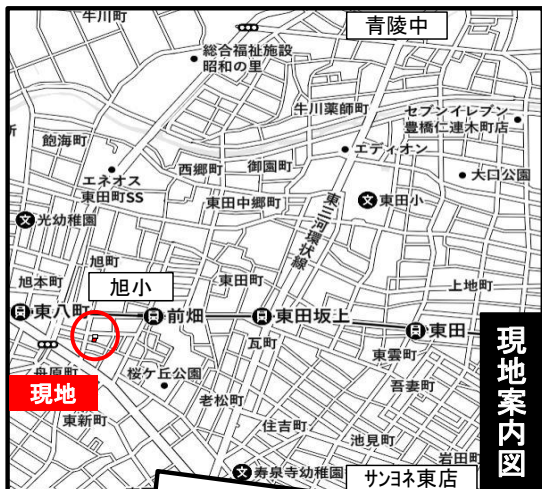 青陵中
牛川町
総合福祉施設
昭和の里
牛川薬師町
セブンイレブン
豊橋仁連木町店
飽海町
エディオン
西郷町
御園町
エネオス
東田町SS
大口公園
東田中郷町
東田小
光幼稚園
東三河環状線
旭町
旭本町
旭小
東田町
上地町
東八町
前畑
東田坂上
東田
瓦町
東雲町
舟原町
現地
桜ケ丘公園
吾妻町
老松町
東新町
住吉町
池見町
岩田町
寿泉寺幼稚園
サンヨネ東店
現地案内図